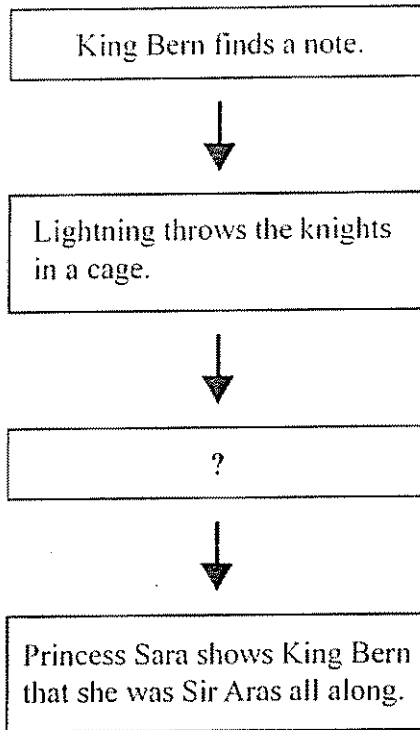 King Bern finds a note.
Lightning throws the knights
in a cage.
?
Princess Sara shows King Bern
that she was Sir Aras all along.